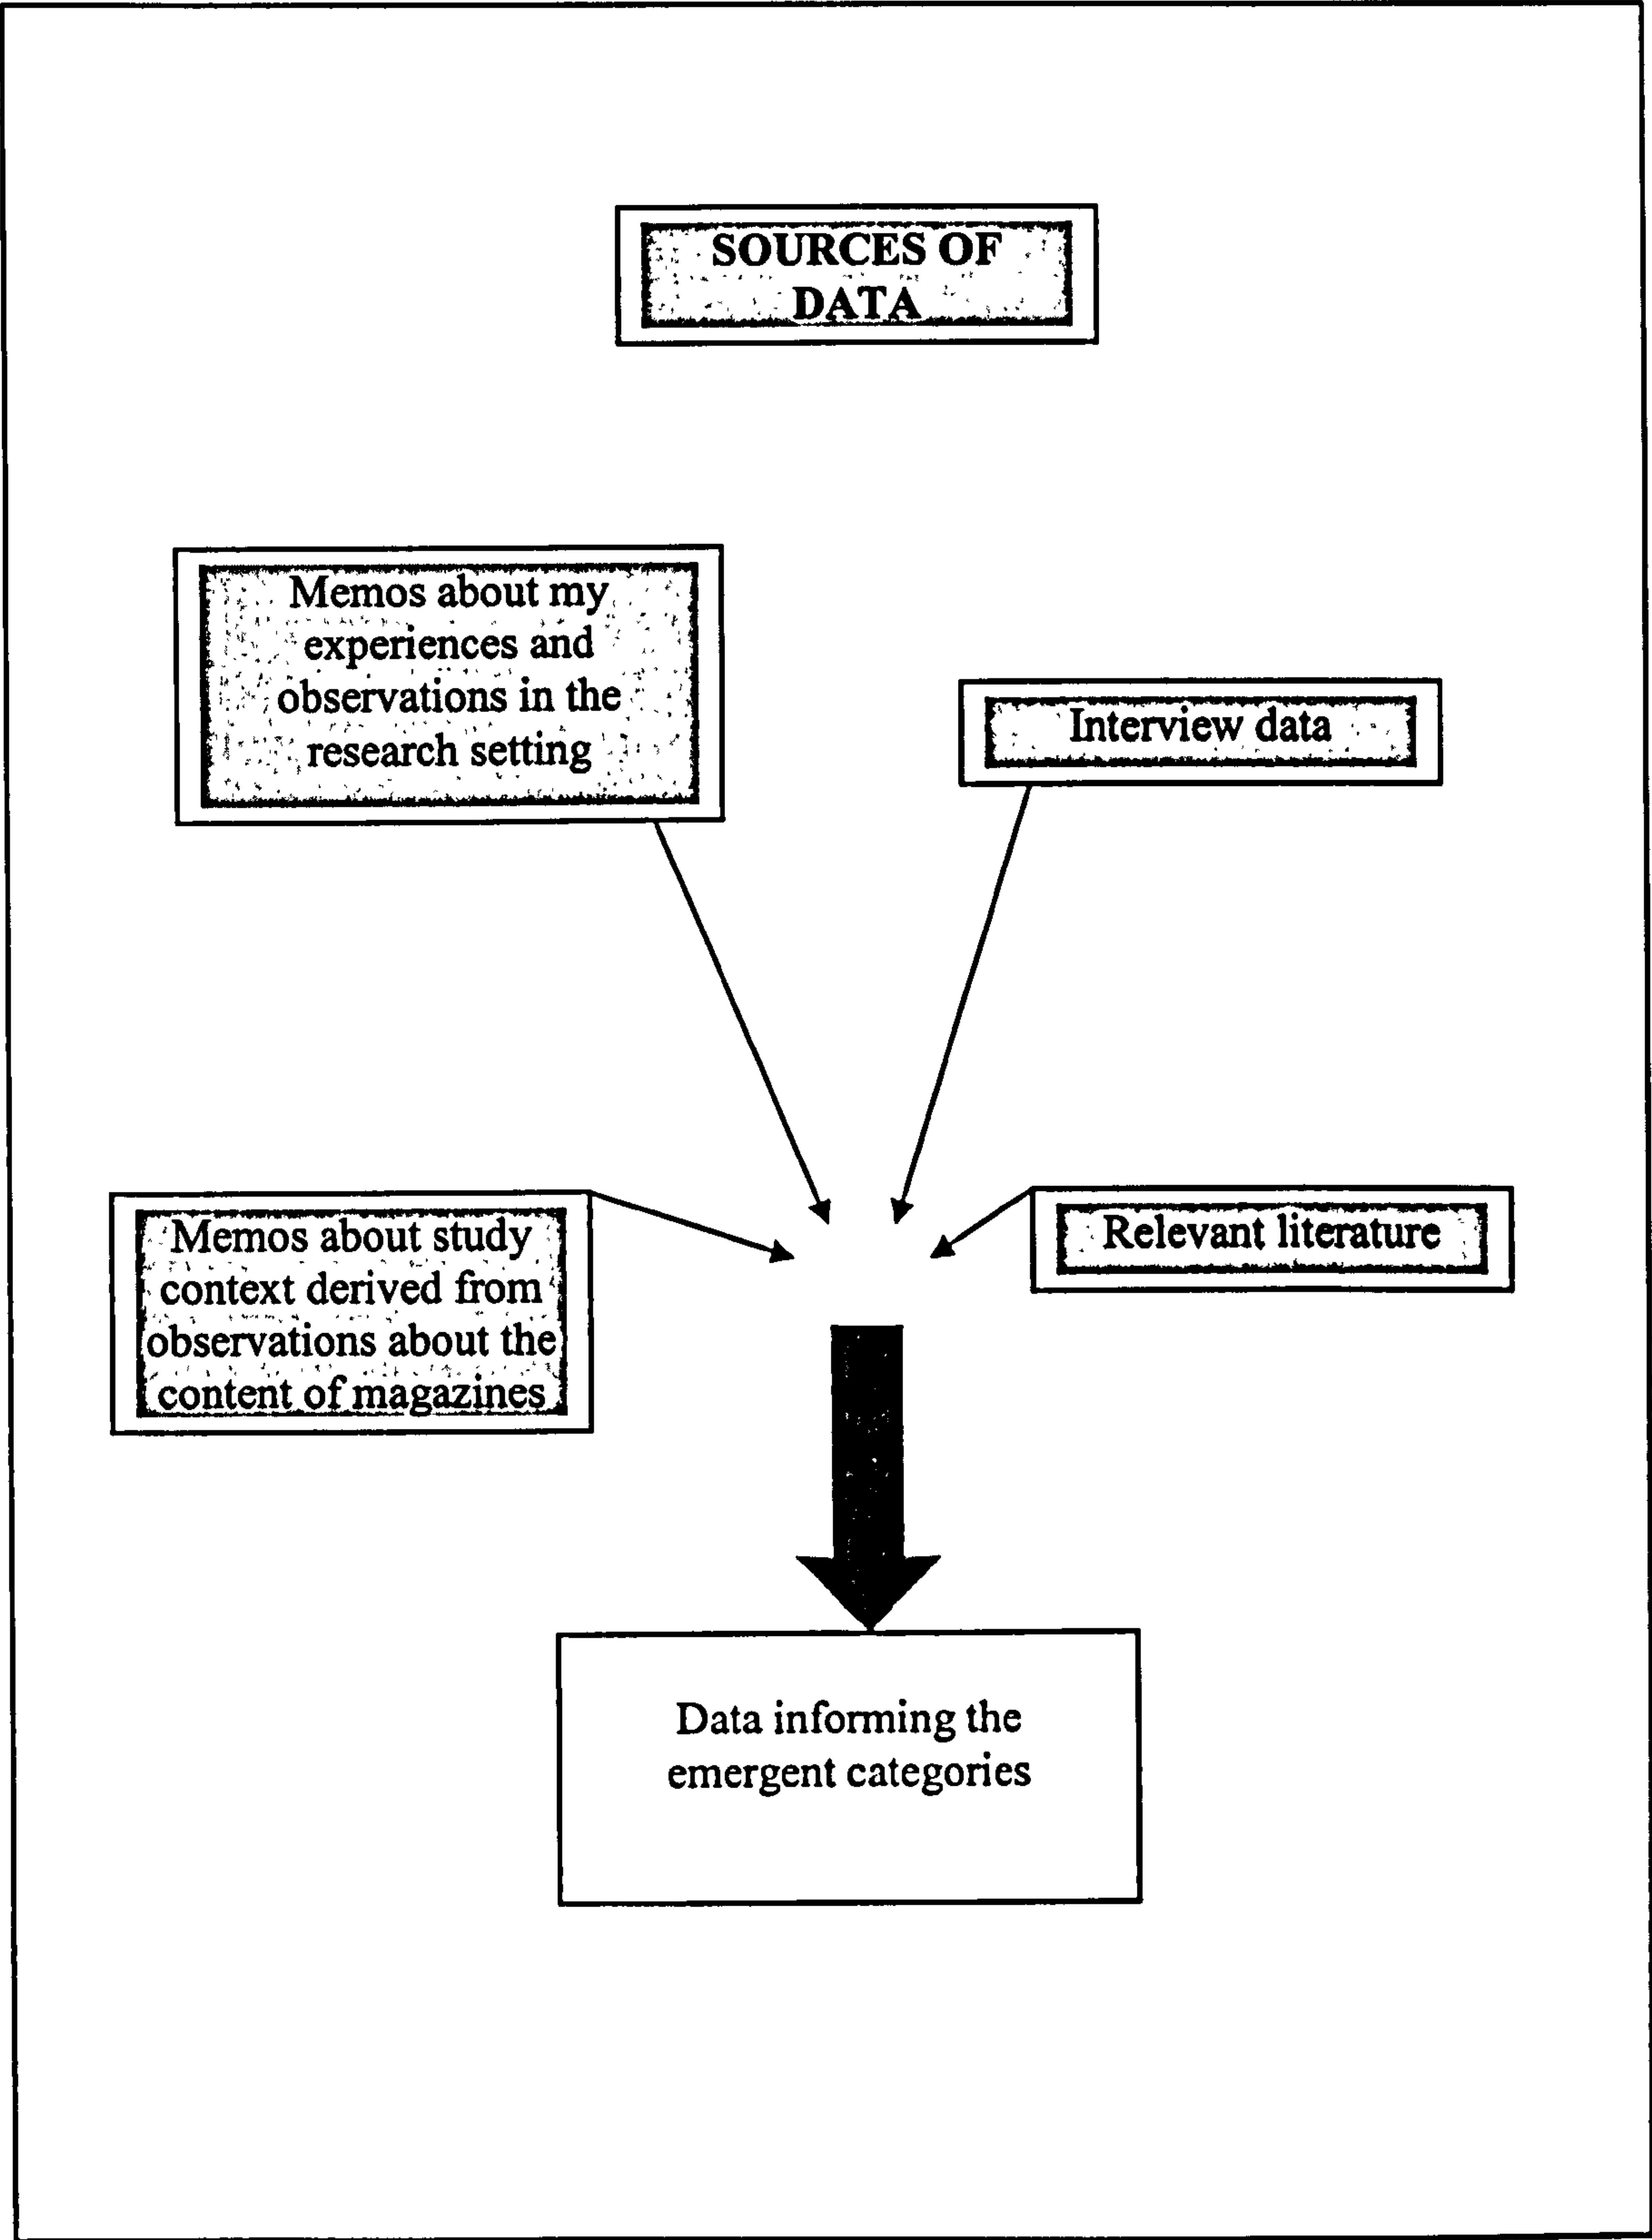 SOURCES OF
DATA
Memos about my
experiences and
observations in the
research setting
Interview data
Memos about study
context derived from
observations about the
content of magazines
Relevant literature
Data informing the
emergent categories